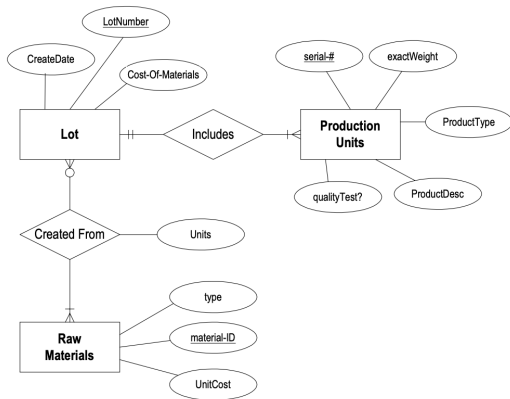 LotNumber
CreateDate
Cost-Of-Materials
Lot
Includes
serial-#
exactWeight
Production
Units
ProductType
qualityTest?
ProductDesc
Created From
Units
type
Raw
Materials
material-ID
UnitCost